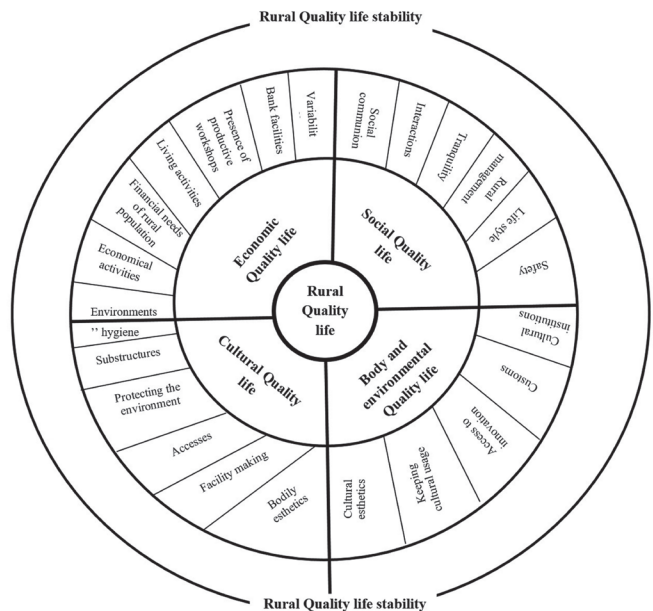 Rural Quality life stability
Variabilit
Bank facilities
Presence of
productive
workshops
Living activities
Financial needs
of rural
population
Economical
activities
Environments
’’ hygiene
Substructures
Protecting the
environment
Accesses
Facility making
Bodily
esthetics
Social
communion
Interactions
Tranquility
Rural
management
Life style
Safety
Cultural
institutions
Customs
Access to
innovation
Keeping
cultural usage
Cultural
esthetics
Economic
Quality life
Social Quality
life
Rural
Quality
life
Cultural Quality
life
Body and
environmental
Quality life
Rural Quality life stability